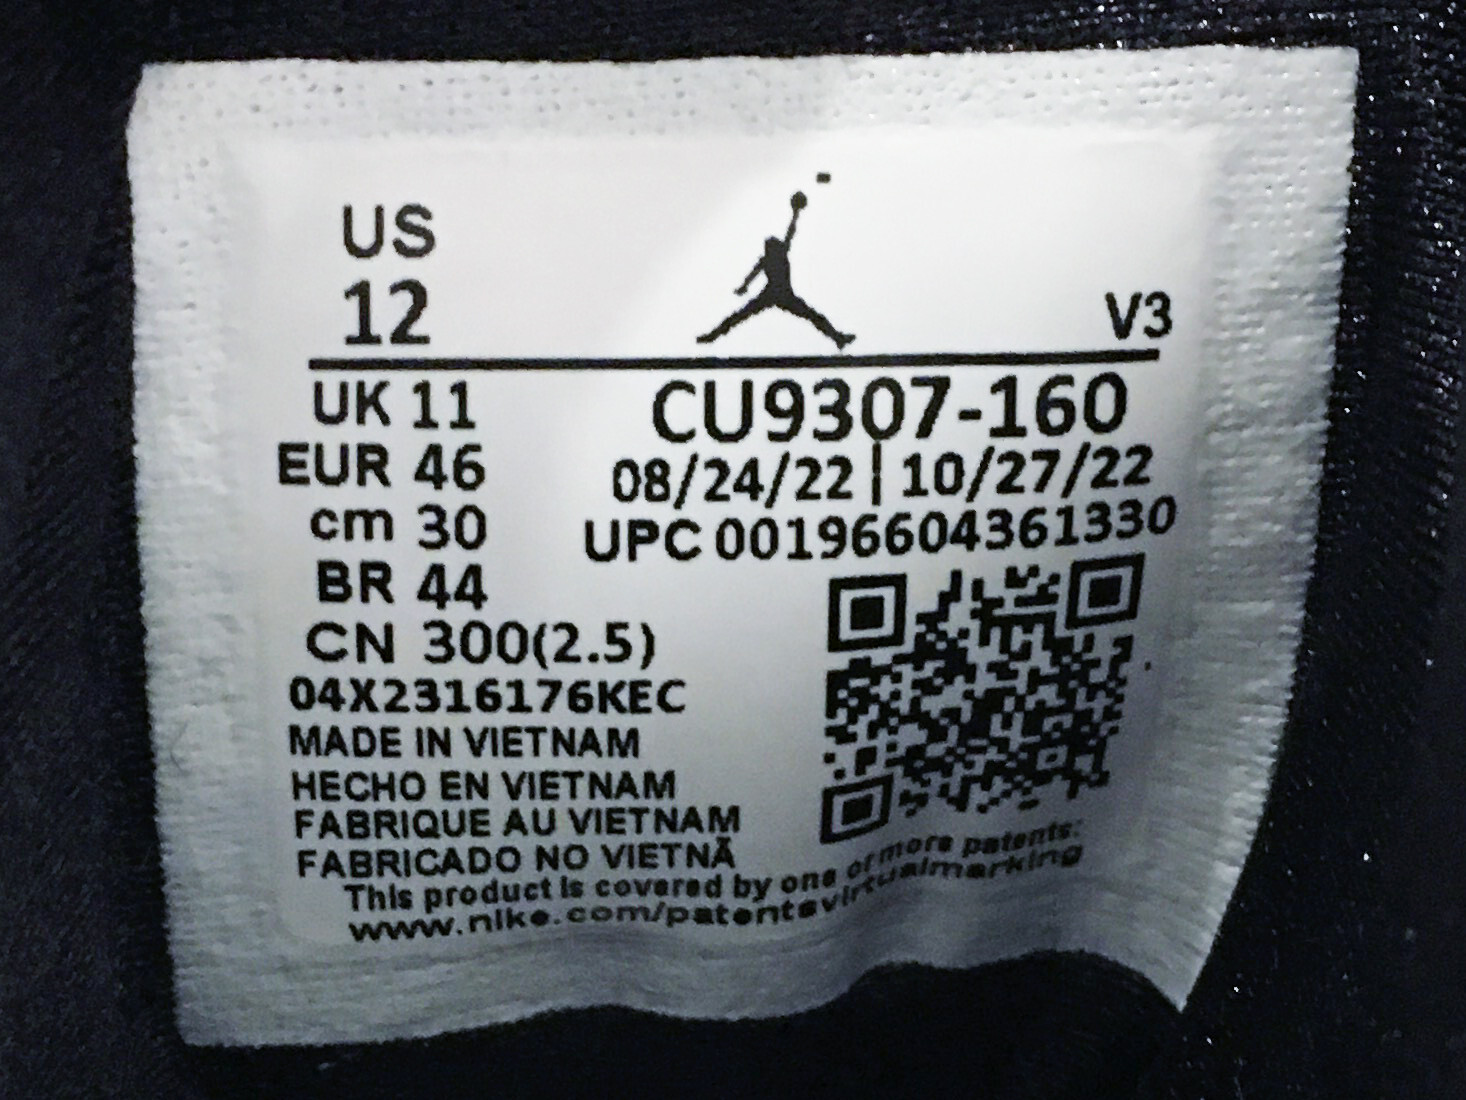 US
12
V3
UK 11
EUR 46
cm 30
BR 44
CN 300(2.5)
CU9307-160
08/24/22 | 10/27/22
UPC 00196604361330
04X2316176KEC
MADE IN VIETNAM
HECHO EN VIETNAM
FABRIQUE AU VIETNAM
FABRICADO NO VIETNÃ
This product is covered by one or more patents:
www.nike.com/patentsvirtualmarking